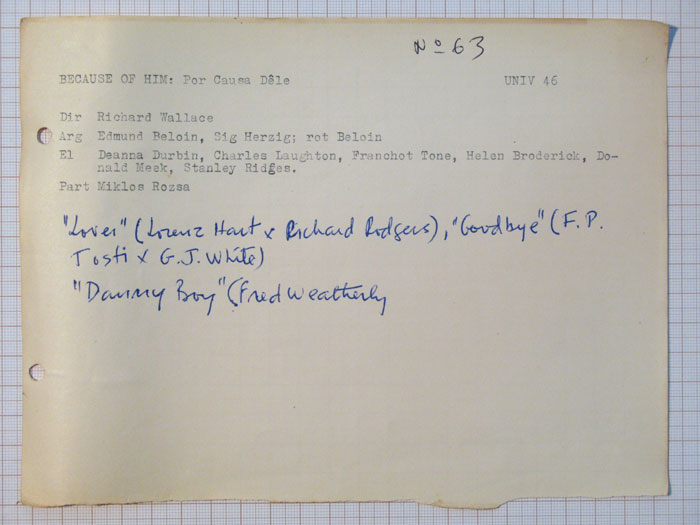 Nº 63
BECAUSE OF HIM: Por Causa Dêle UNIV 46
Dir Richard Wallace
Arg Edmund Beloin, Sig Herzig; rot Beloin
El Deanna Durbin, Charles Laughton, Franchot Tone, Helen Broderick, Do-
nald Meek, Stanley Ridges.
Part Miklos Rozsa
"Lover" (Lorenz Hart x Richard Rodgers), "Goodbye" (F. P.
Tosti x G. J. White)
"Danny Boy" (Fred Weatherly